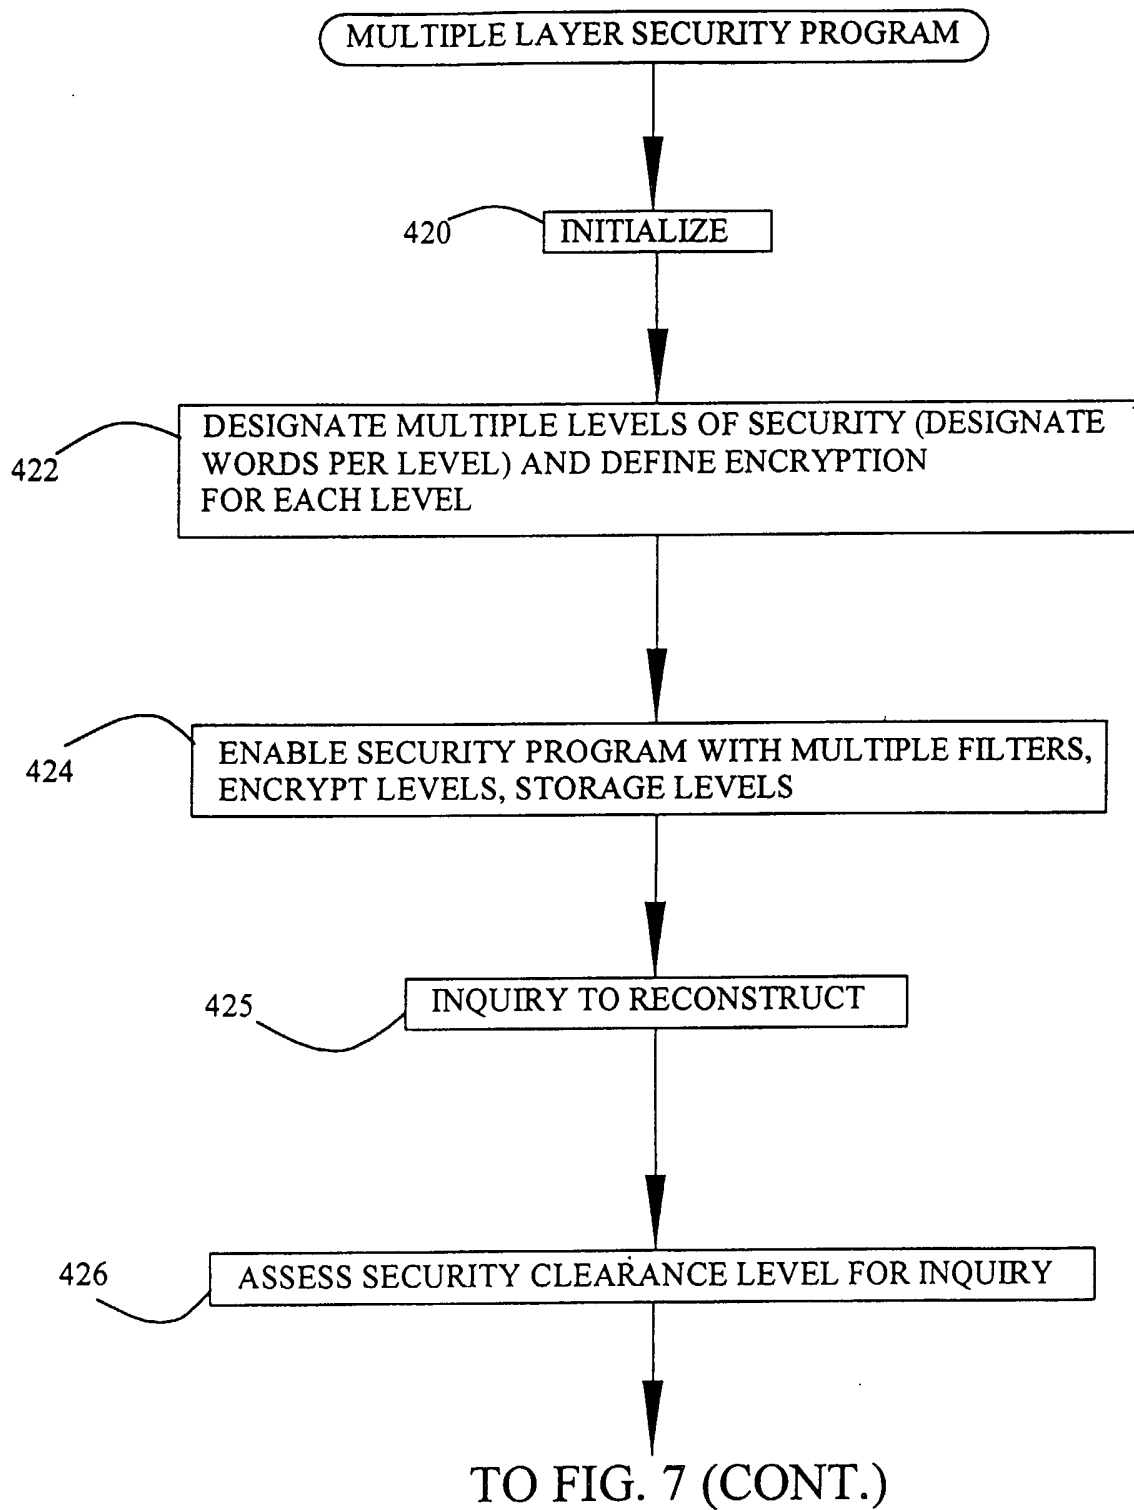 MULTIPLE LAYER SECURITY PROGRAM
420
INITIALIZE
422
DESIGNATE MULTIPLE LEVELS OF SECURITY (DESIGNATE
WORDS PER LEVEL) AND DEFINE ENCRYPTION
FOR EACH LEVEL
424
ENABLE SECURITY PROGRAM WITH MULTIPLE FILTERS,
ENCRYPT LEVELS, STORAGE LEVELS
425
INQUIRY TO RECONSTRUCT
426
ASSESS SECURITY CLEARANCE LEVEL FOR INQUIRY
TO FIG. 7 (CONT.)